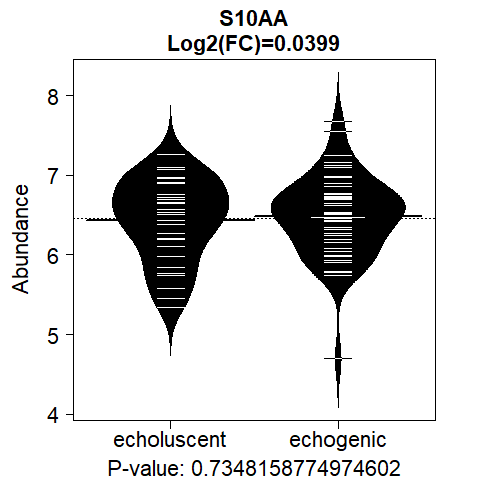 S10AA
Log2(FC)=0.0399
Abundance
8
7
6
5
4
echoluscent echogenic
P-value: 0.7348158774974602